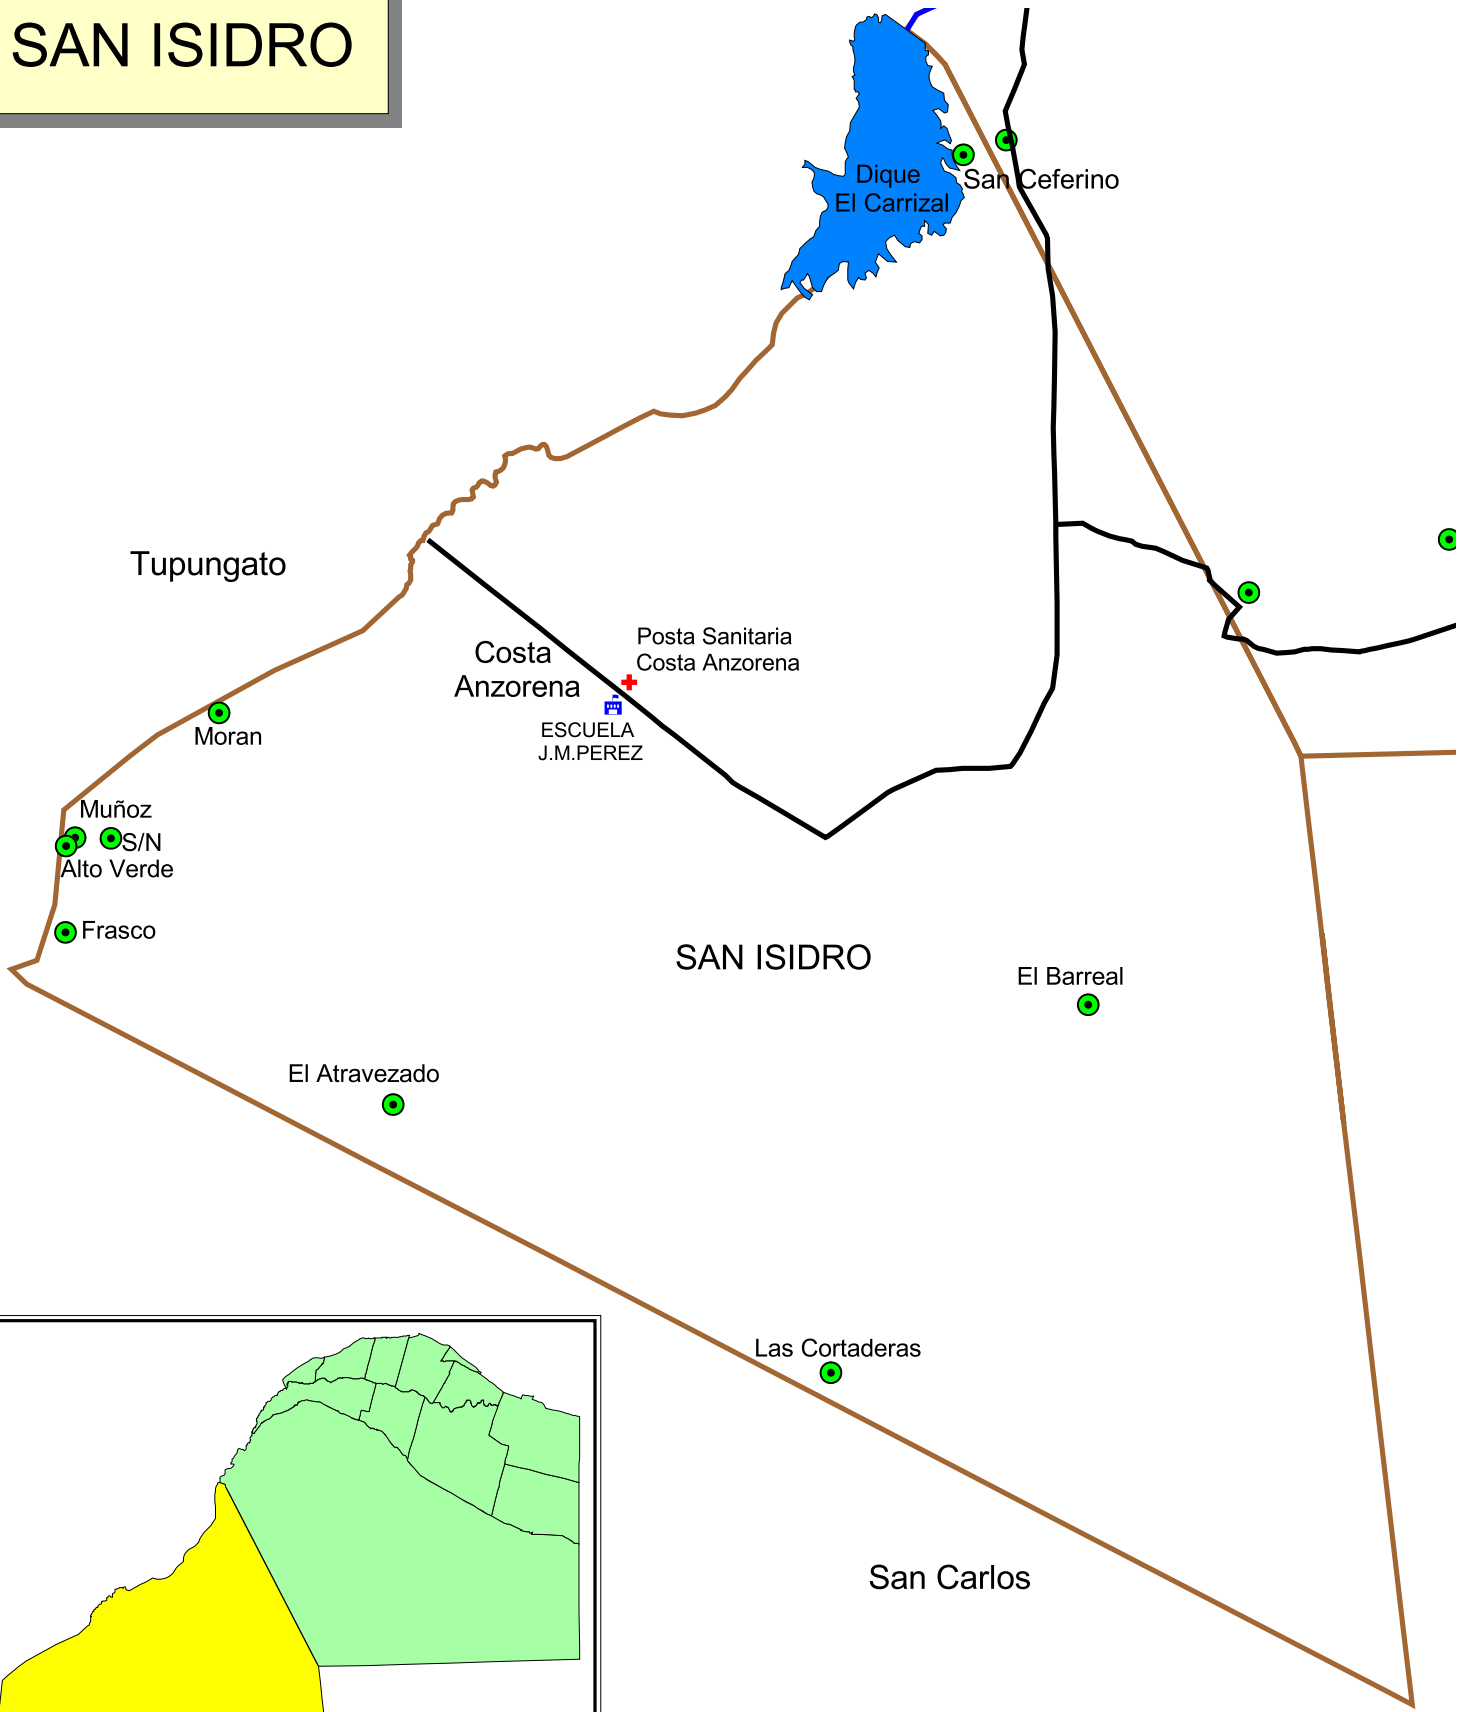 SAN ISIDRO
Dique
El Carrizal
San Ceferino
Tupungato
Costa
Anzorena
Posta Sanitaria
Costa Anzorena
ESCUELA
J.M.PEREZ
Moran
Muñoz
S/N
Alto Verde
Frasco
SAN ISIDRO
El Barreal
El Atravezado
Las Cortaderas
San Carlos